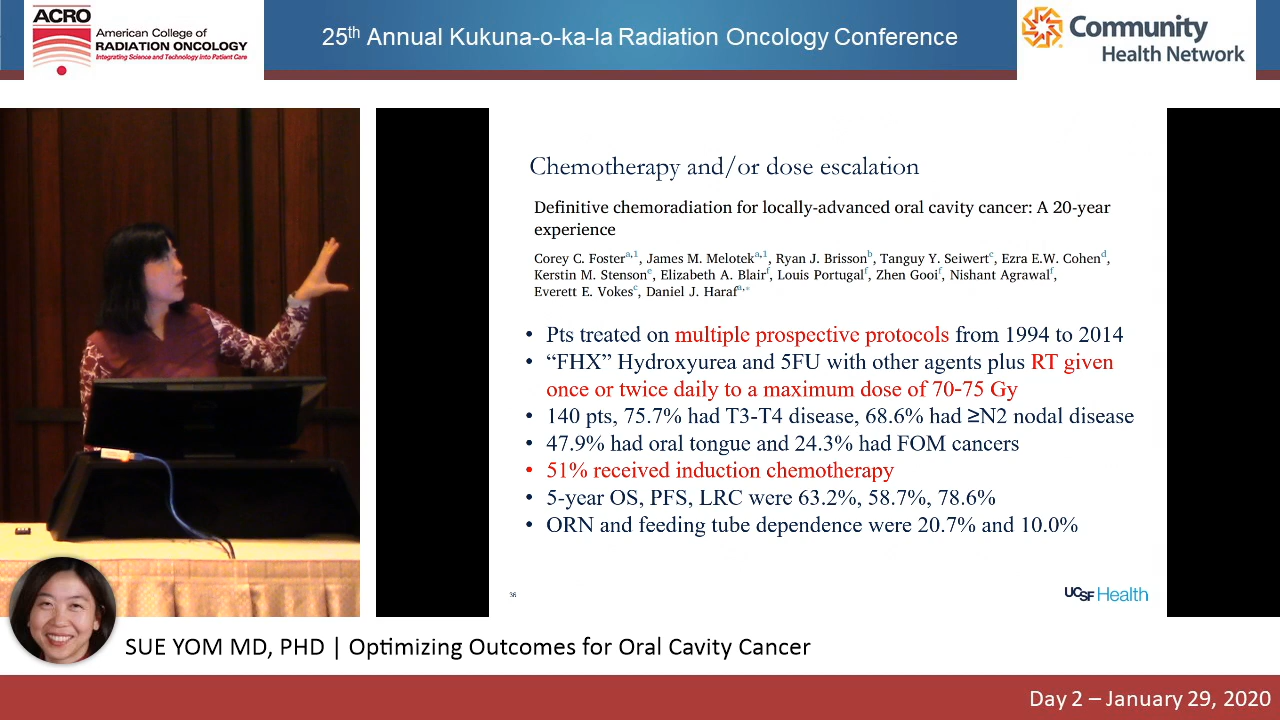 ACRO
American College of
RADIATION ONCOLOGY
Integrating Science and Technology Into Patient Care
25th Annual Kukuna-o-ka-la Radiation Oncology Conference
Community
Health Network
Chemotherapy and/or dose escalation
Definitive chemoradiation for locally-advanced oral cavity cancer: A 20-year
experience
Corey C. Foster a,1, James M. Melotek a,1, Ryan J. Brisson b, Tanguy Y. Seiwert c, Ezra E.W. Cohen d,
Kerstin M. Stenson e, Elizabeth A. Blair f, Louis Portugal f, Zhen Gooi f, Nishant Agrawal f,
Everett E. Vokes c, Daniel J. Haraf a,*
• Pts treated on multiple prospective protocols from 1994 to 2014
• “FHX” Hydroxyurea and 5FU with other agents plus RT given
once or twice daily to a maximum dose of 70-75 Gy
• 140 pts, 75.7% had T3-T4 disease, 68.6% had ≥N2 nodal disease
• 47.9% had oral tongue and 24.3% had FOM cancers
• 51% received induction chemotherapy
• 5-year OS, PFS, LRC were 63.2%, 58.7%, 78.6%
• ORN and feeding tube dependence were 20.7% and 10.0%
36
UCSF Health
SUE YOM MD, PHD | Optimizing Outcomes for Oral Cavity Cancer
Day 2 – January 29, 2020